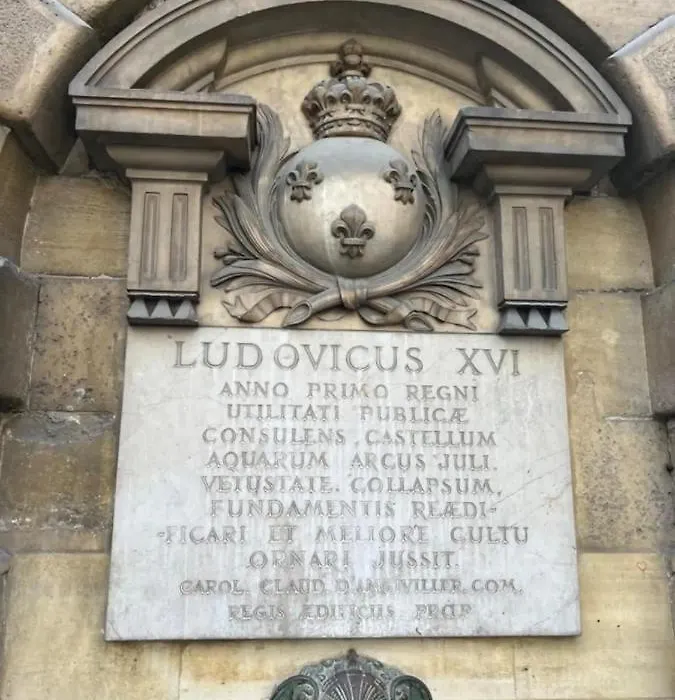 LUDOVICUS XVI
ANNO PRIMO REGNI
UTILITATI PUBLICÆ
CONSULENS, CASTELLUM
AQUARUM ARCUS JULI.
VETUSTATE. COLLAPSUM,
FUNDAMENTIS REÆDI-
-FICARI ET MELIORE CULTU
ORNARI JUSSIT.
CAROL. CLAUD. D'ANGIVILLER. COM.
REGIS ÆDIFICIIS PRÆP.